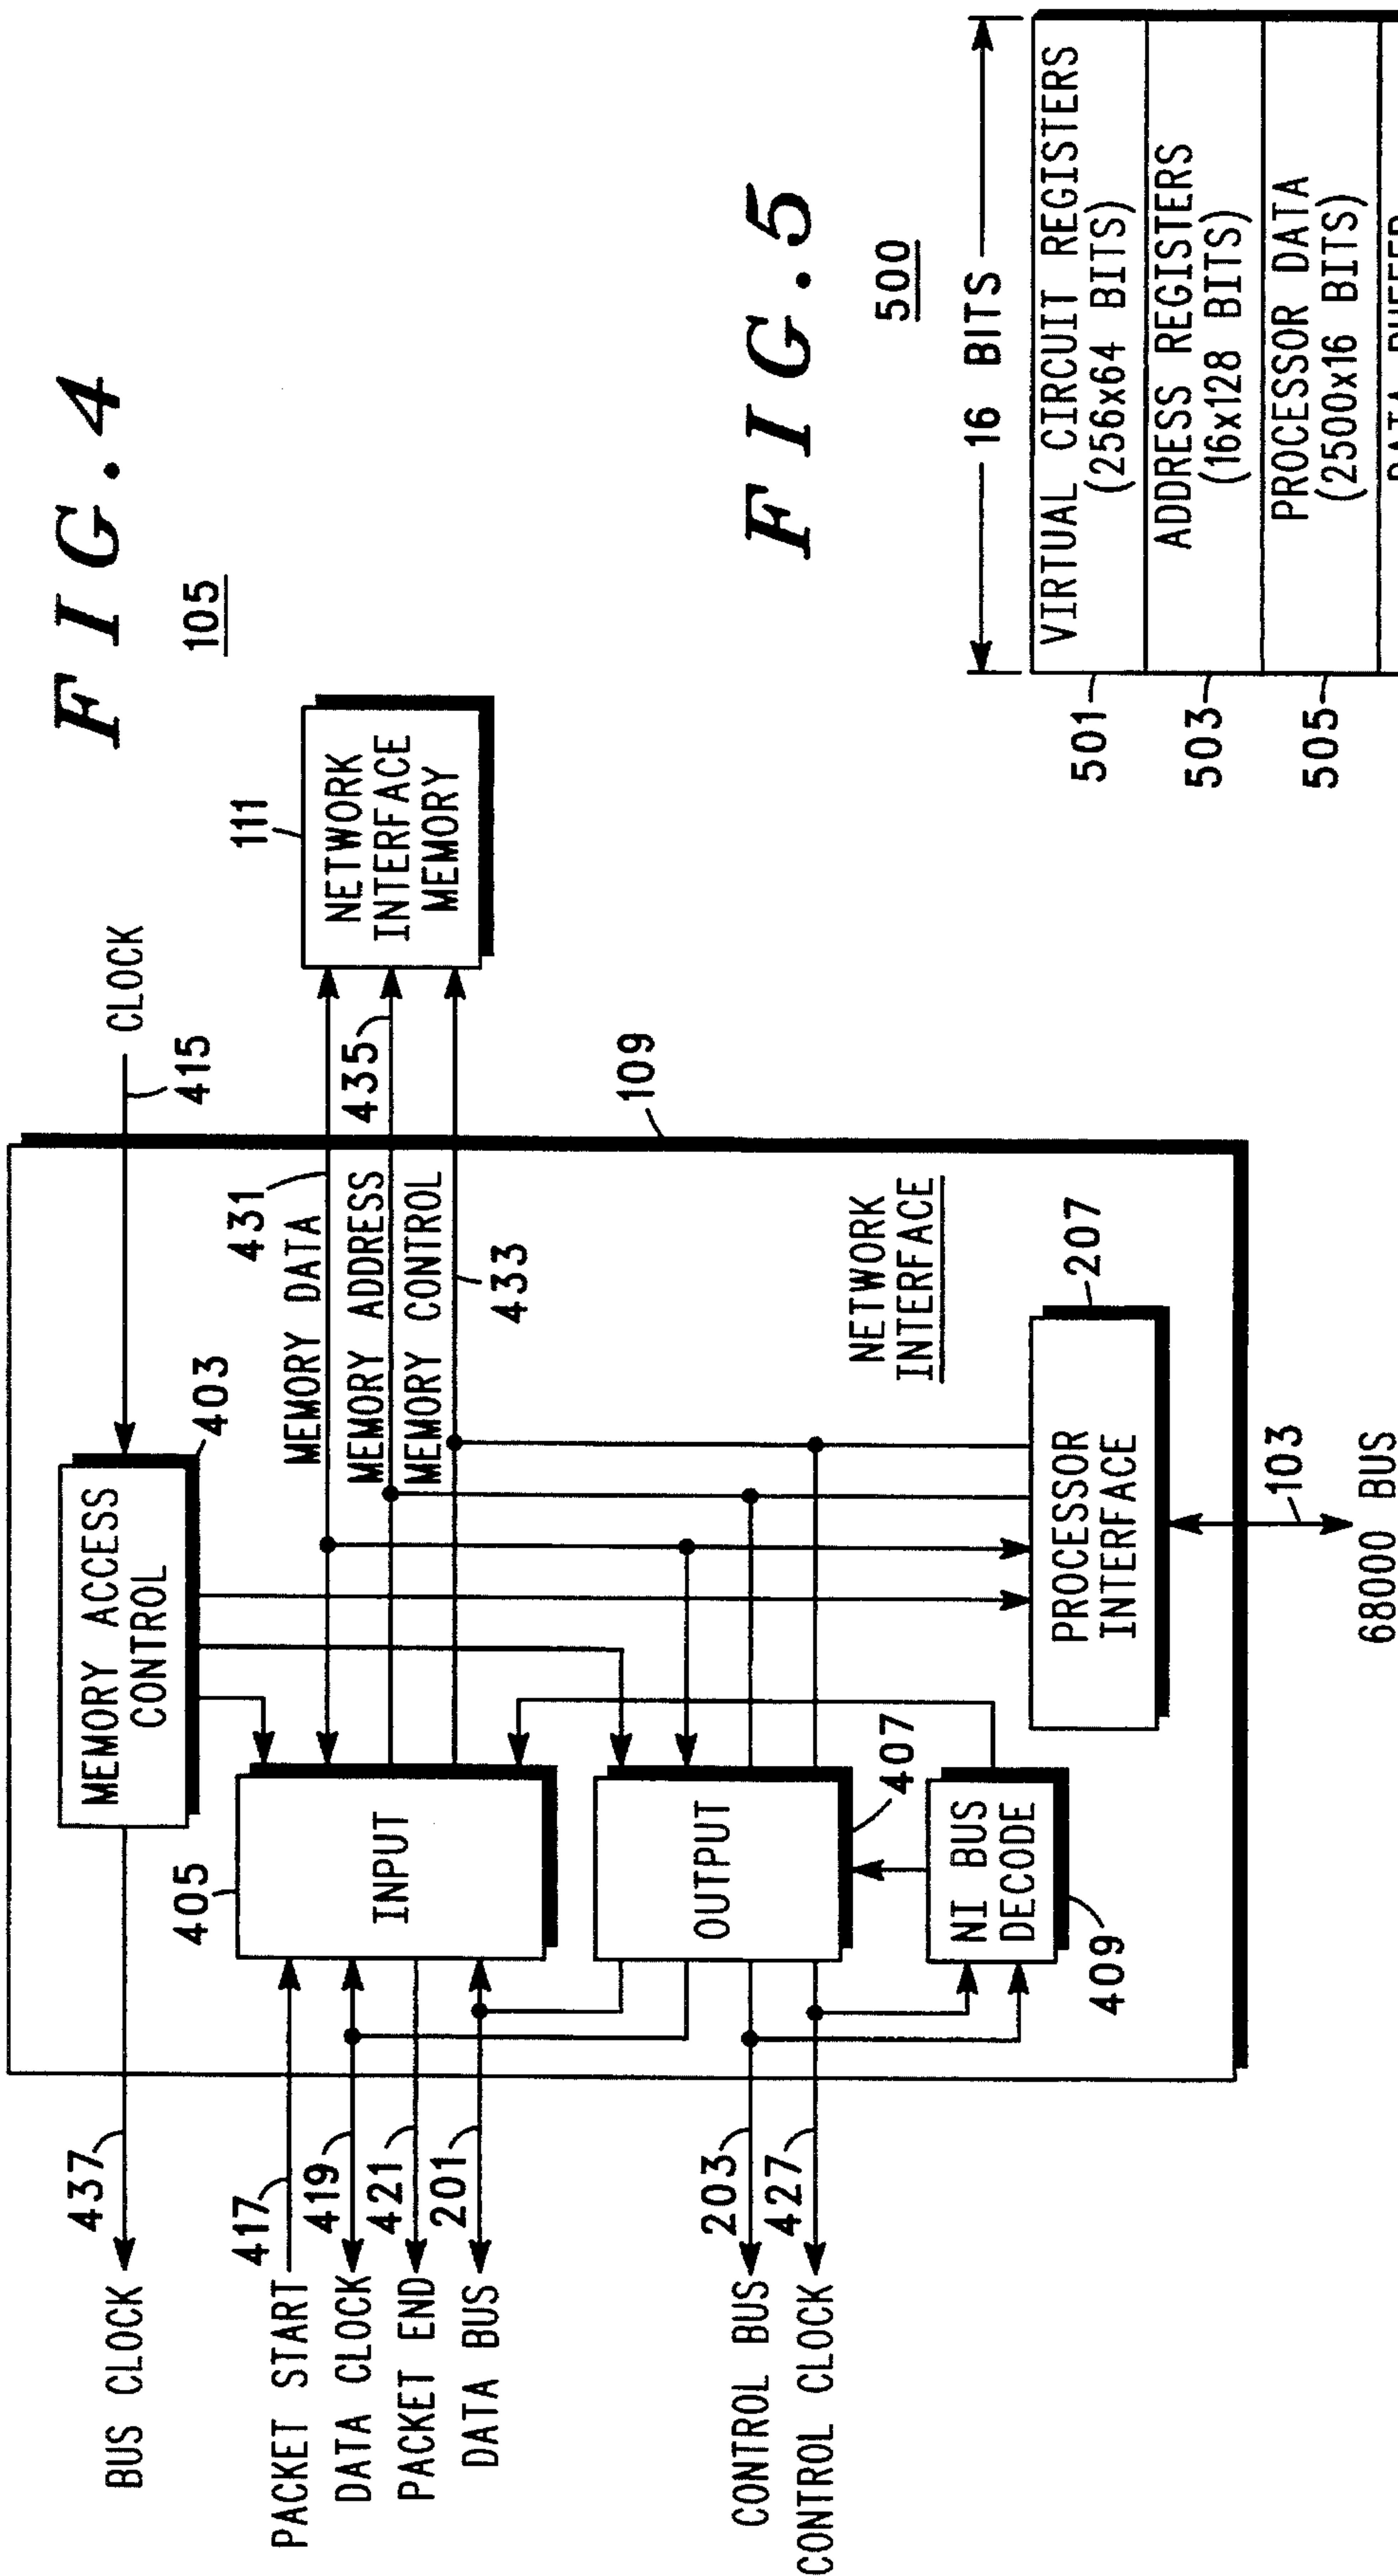 FIG.4
105
CLOCK
415
MEMORY ACCESS
CONTROL
403
BUS CLOCK
437
111
NETWORK
INTERFACE
MEMORY
431
MEMORY DATA
435
MEMORY ADDRESS
MEMORY CONTROL
433
109
405
INPUT
PACKET START
417
DATA CLOCK
419
PACKET END
421
DATA BUS
201
NETWORK
INTERFACE
OUTPUT
407
CONTROL BUS
203
CONTROL CLOCK
427
NI BUS
DECODE
409
PROCESSOR
INTERFACE
207
103
68000 BUS
FIG.5
500
16 BITS
501
VIRTUAL CIRCUIT REGISTERS
(256x64 BITS)
503
ADDRESS REGISTERS
(16x128 BITS)
505
PROCESSOR DATA
(2500x16 BITS)
DATA BUFFER